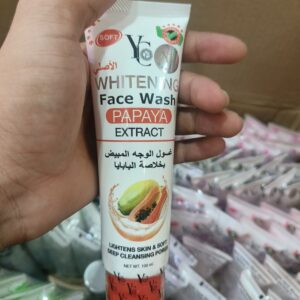 SOFT
YC
الأصلي
WHITENING
Face Wash
PAPAYA
EXTRACT
غسول الوجه المبيض
بخلاصة البابايا
LIGHTENS SKIN & SOFT
DEEP CLEANSING POWER
NET WT. 100 ml